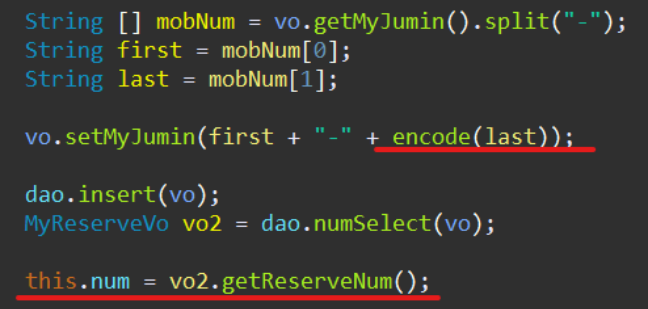 String [] mobNum = vo.getMyJumin().split("-");
String first = mobNum[0];
String last = mobNum[1];
vo.setMyJumin(first + "-" + encode(last));
dao.insert(vo);
MyReserveVo vo2 = dao.numSelect(vo);
this.num = vo2.getReserveNum();